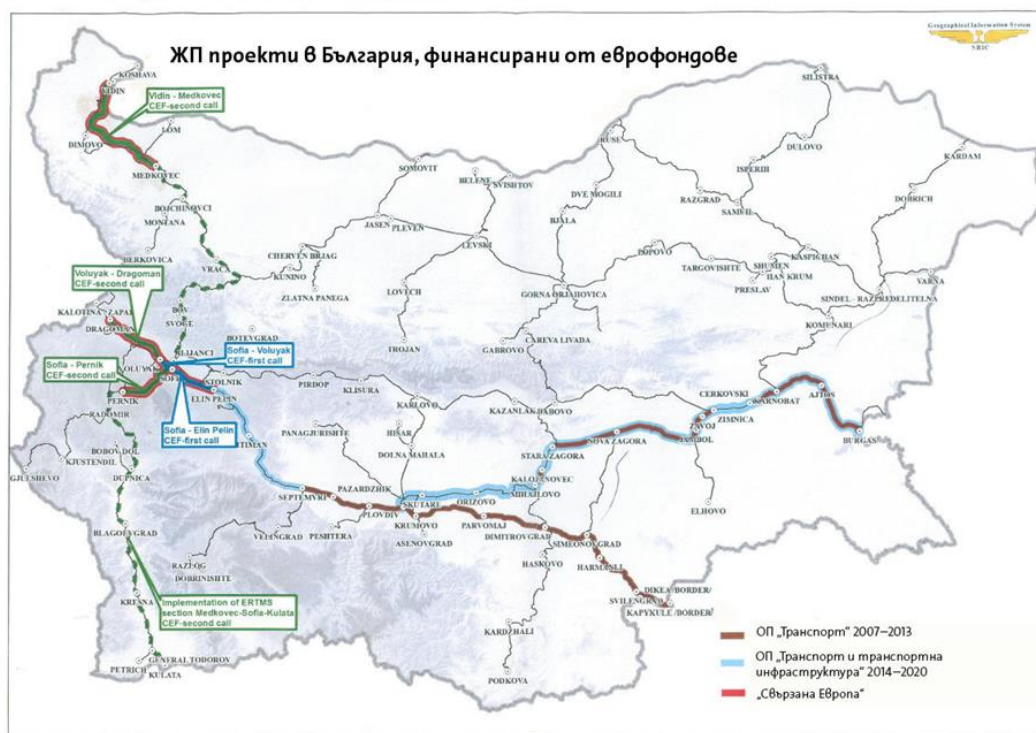 Geographical Information System
NRIC
ЖП проекти в България, финансирани от еврофондове
KOSHAVA
VIDIN
Vidin - Medkovec
CEF-second call
LOM
DIMOVO
MEDKOVEC
BOJCHINOVCI
MONTANA
BERKOVICA
VRACA
SILISTRA
RUSE
DULOVO
KARDAM
SOMOVIT
BELENE
SVISHTOV
DVE MOGILI
ISPERIH
RAZGRAD
SAMUIL
DOBRICH
JASEN
PLEVEN
BJALA
LEVSKI
CHERVEN BRJAG
KUNINO
ZLATNA PANEGA
POPOVO
TARGOVISHTE
SHUMEN
KASPICHAN
HAN KRUM
PRESLAV
VARNA
SINDEL- RAZPREDELITELNA
KOMUNARI
LOVECH
GORNA ORJAHOVICA
TROJAN
GABROVO
CAREVA LIVADA
Voluyak - Dragoman
CEF-second call
KALOTINA - ZAPAD
DRAGOMAN
BOV
SVOGE
BOTEVGRAD
ILIJANCI
Sofia - Voluyak
CEF-first call
Sofia - Pernik
CEF-second call
STOLNIK
ELIN PELIN
PERNIK
RADOMIR
Sofia - Elin Pelin
CEF-first call
PIRDOP
KLISURA
KARLOVO
KAZANLAK
DABOVO
CERKOVSKI
ZAVOJ
ZIMNICA
KARNOBAT
AJTOS
BURGAS
PANAGJURISHTE
HISAR
DOLNA MAHALA
NOVA ZAGORA
JAMBOL
STARA ZAGORA
BOBOV DOL
KJUSTENDIL
GJUESHEVO
DUPNICA
SEPTEMVRI
PAZARDZHIK
SKUTARE
ORIZOVO
KALOJANOVEC
MIHAJLOVO
ELHOVO
PLOVDIV
KRUMOVO
PARVOMAJ
BLAGOEVGRAD
VELINGRAD
PESHTERA
ASENOVGRAD
DIMITROVGRAD
SIMEONOVGRAD
HASKOVO
HARMANLI
RAZLOG
DOBRINISHTE
DIKEA /BORDER/
SVILENGRAD
KAPYKULE /BORDER/
KRESNA
Implementation of ERTMS
section Medkovec-Sofia-Kulata
CEF-second call
KARDZHALI
PETRICH
GENERAL TODOROV
KULATA
PODKOVA
ОП „Транспорт“ 2007–2013
ОП „Транспорт и транспортна
инфраструктура“ 2014–2020
„Свързана Европа“